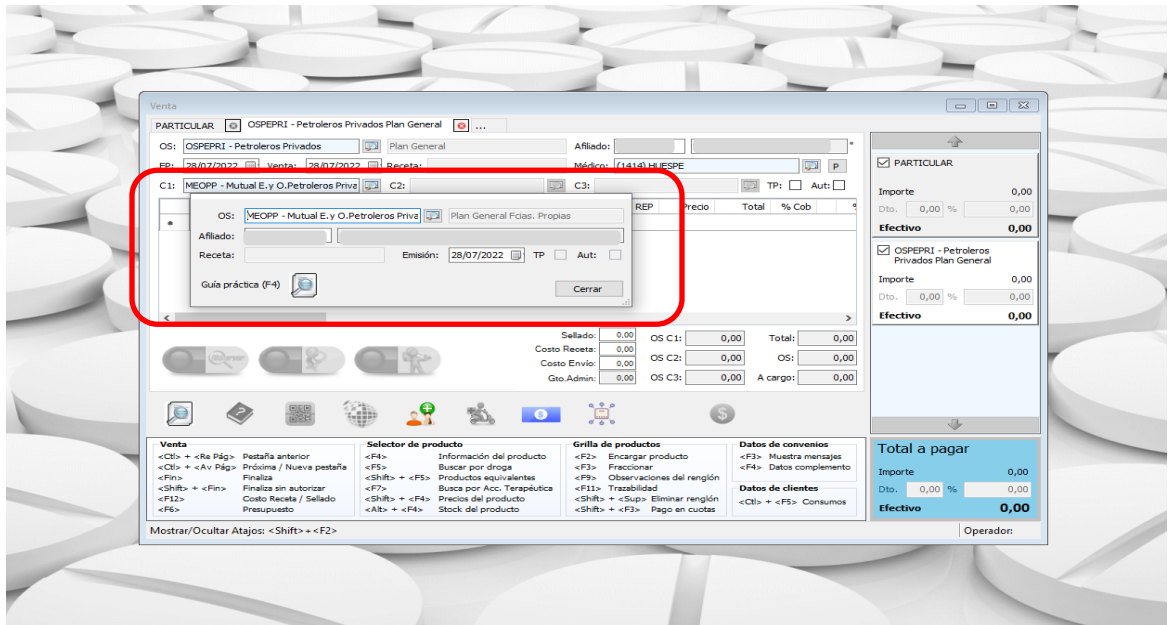 Venta
PARTICULAR OSPEPRI - Petroleros Privados Plan General ...
OS: OSPEPRI - Petroleros Privados Plan General Afiliado: *
FP: 28/07/2022 Venta: 28/07/2022 Receta: Médico: (1414) HUESPE P
C1: MEOPP - Mutual E.y O.Petroleros Priva C2: C3: TP: Aut:
REP Precio Total % Cob
*
OS: MEOPP - Mutual E. y O.Petroleros Priva Plan General Fcias. Propias
Afiliado:
Receta: Emisión: 28/07/2022 TP Aut:
Guía práctica (F4) Cerrar
Sellado: 0,00 OS C1: 0,00 Total: 0,00
Costo Receta: 0,00
Costo Envío: 0,00 OS C2: 0,00 OS: 0,00
Gto.Admin: 0,00 OS C3: 0,00 A cargo: 0,00
PARTICULAR
Importe 0,00
Dto. 0,00 % 0,00
Efectivo 0,00
OSPEPRI - Petroleros
Privados Plan General
Importe 0,00
Dto. 0,00 % 0,00
Efectivo 0,00
Venta
<Ctl> + <Re Pág> Pestaña anterior
<Ctl> + <Av Pág> Próxima / Nueva pestaña
<Fin> Finaliza
<Shift> + <Fin> Finaliza sin autorizar
<F12> Costo Receta / Sellado
<F6> Presupuesto
Selector de producto
<F4> Información del producto
<F5> Buscar por droga
<Shift> + <F5> Productos equivalentes
<F7> Busca por Acc. Terapéutica
<Shift> + <F4> Precios del producto
<Alt> + <F4> Stock del producto
Grilla de productos
<F2> Encargar producto
<F3> Fraccionar
<F9> Observaciones del renglón
<F11> Trazabilidad
<Shift> + <Sup> Eliminar renglón
<Shift> + <F3> Pago en cuotas
Datos de convenios
<F3> Muestra mensajes
<F4> Datos complemento
Datos de clientes
<Ctl> + <F5> Consumos
Total a pagar
Importe 0,00
Dto. 0,00 % 0,00
Efectivo 0,00
Mostrar/Ocultar Atajos: <Shift>+<F2> Operador: